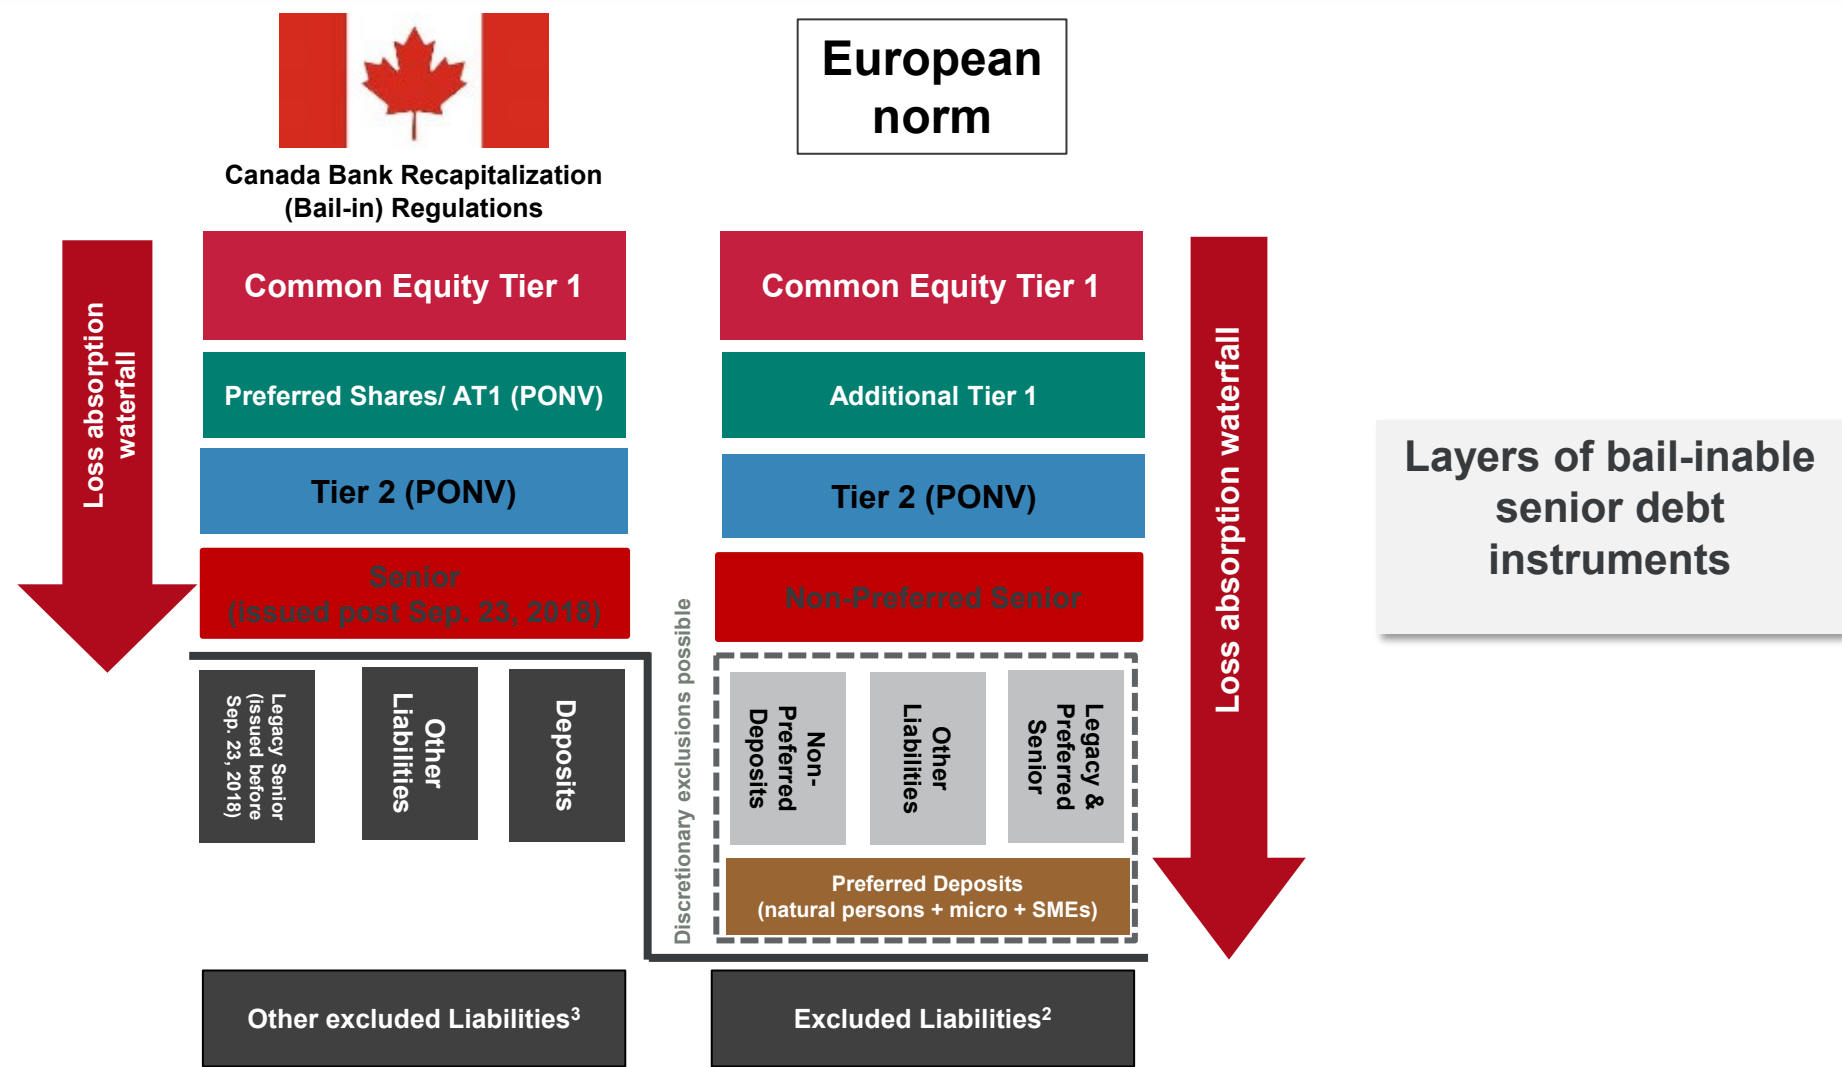 European
norm
Canada Bank Recapitalization
(Bail-in) Regulations
Loss absorption
waterfall
Common Equity Tier 1
Preferred Shares/ AT1 (PONV)
Tier 2 (PONV)
Senior
(issued post Sep. 23, 2018)
Legacy Senior
(issued before
Sep. 23, 2018)
Other
Liabilities
Deposits
Other excluded Liabilities3
Common Equity Tier 1
Additional Tier 1
Tier 2 (PONV)
Non-Preferred Senior
Discretionary exclusions possible
Non-
Preferred
Deposits
Other
Liabilities
Legacy &
Preferred
Senior
Preferred Deposits
(natural persons + micro + SMEs)
Excluded Liabilities2
Loss absorption waterfall
Layers of bail-inable
senior debt
instruments